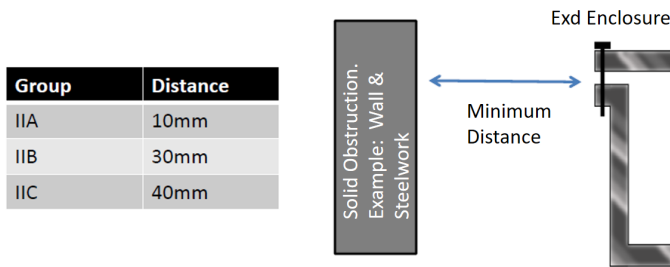 Exd Enclosure
Group Distance
IIA 10mm
IIB 30mm
IIC 40mm
Solid Obstruction.
Example: Wall &
Steelwork
Minimum
Distance